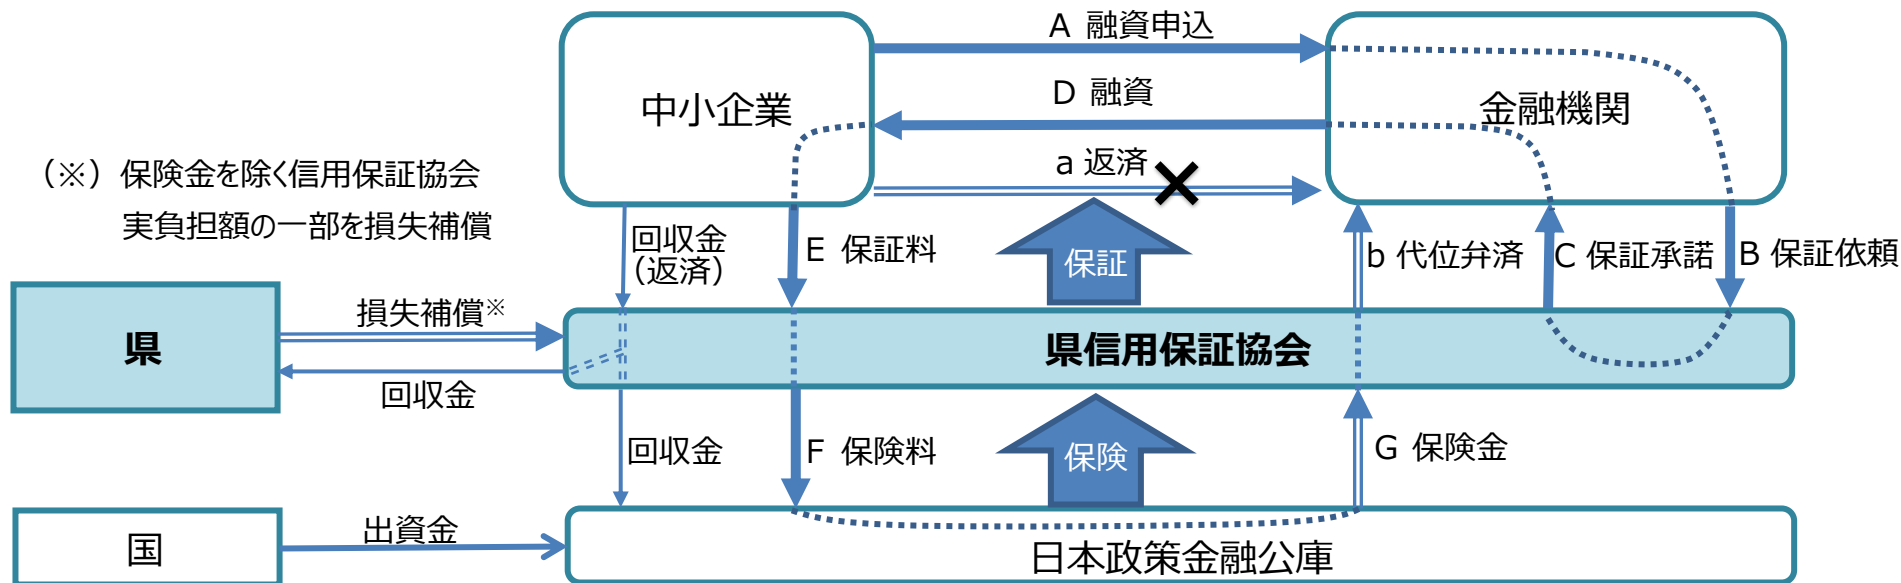 A 融資申込
中小企業
D 融資
金融機関
a 返済
(※)保険金を除く信用保証協会
実負担額の一部を損失補償
回収金
(返済)
E 保証料
保証
b 代位弁済
C 保証承諾
B 保証依頼
県
損失補償※
県信用保証協会
回収金
回収金
F 保険料
保険
G 保険金
国
出資金
日本政策金融公庫